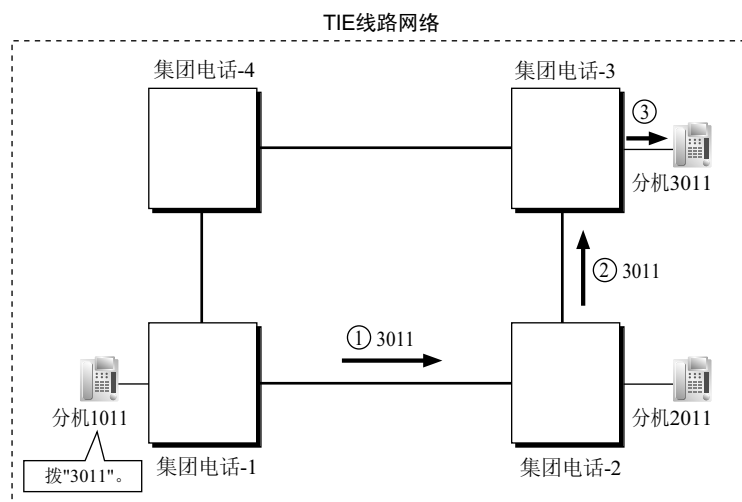 TIE线路网络
集团电话-4
集团电话-3
③
分机3011
② 3011
① 3011
分机1011
分机2011
拨"3011"。
集团电话-1
集团电话-2